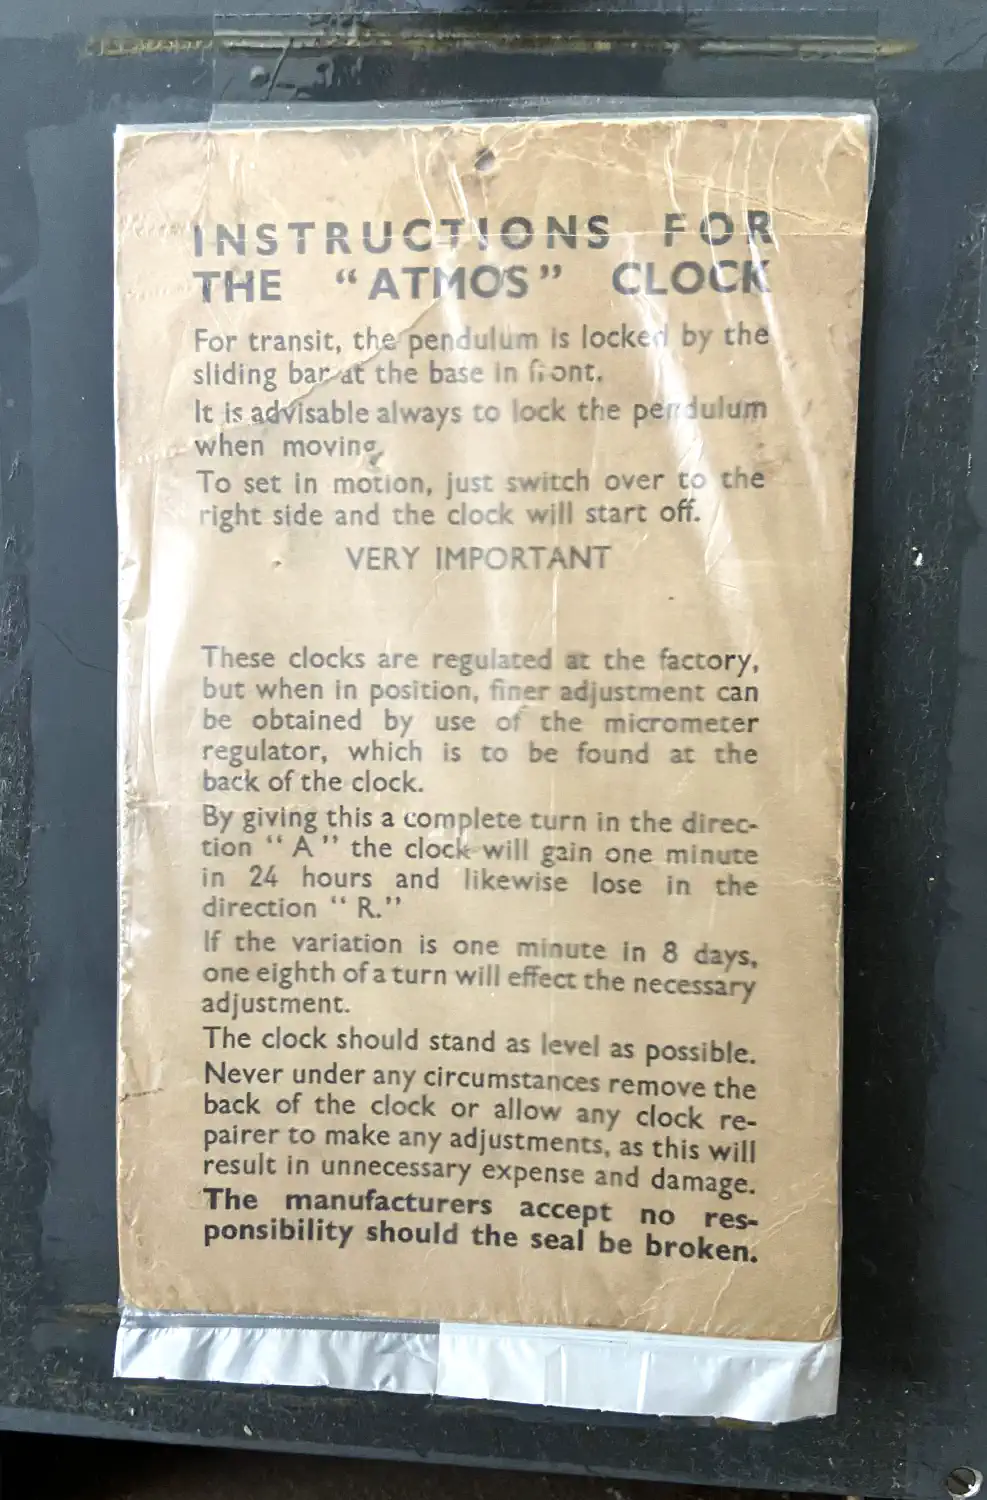 INSTRUCTIONS FOR
THE "ATMOS" CLOCK
For transit, the pendulum is locked by the
sliding bar at the base in front.
It is advisable always to lock the pendulum
when moving.
To set in motion, just switch over to the
right side and the clock will start off.
VERY IMPORTANT
These clocks are regulated at the factory,
but when in position, finer adjustment can
be obtained by use of the micrometer
regulator, which is to be found at the
back of the clock.
By giving this a complete turn in the direc-
tion "A" the clock will gain one minute
in 24 hours and likewise lose in the
direction "R."
If the variation is one minute in 8 days,
one eighth of a turn will effect the necessary
adjustment.
The clock should stand as level as possible.
Never under any circumstances remove the
back of the clock or allow any clock re-
pairer to make any adjustments, as this will
result in unnecessary expense and damage.
The manufacturers accept no res-
ponsibility should the seal be broken.